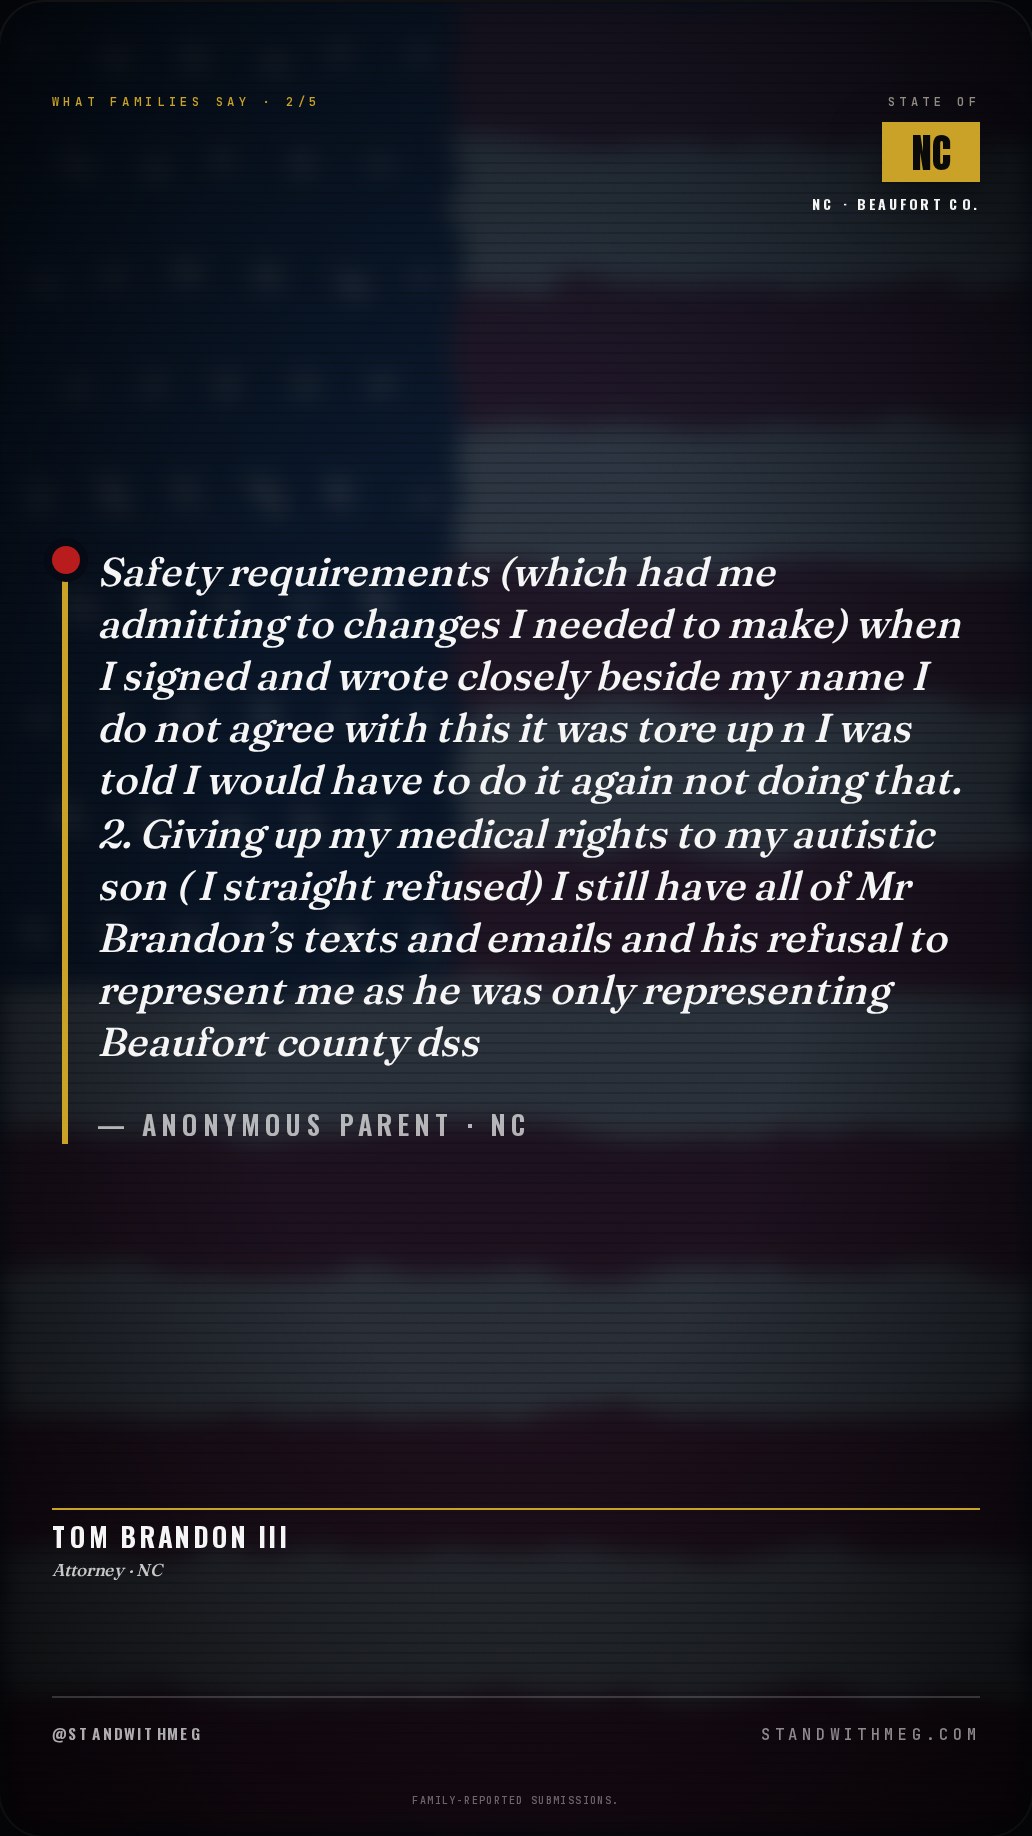 WHAT FAMILIES SAY · 2/5
STATE OF
NC
NC · BEAUFORT CO.
Safety requirements (which had me
admitting to changes I needed to make) when
I signed and wrote closely beside my name I
do not agree with this it was tore up n I was
told I would have to do it again not doing that.
2. Giving up my medical rights to my autistic
son ( I straight refused) I still have all of Mr
Brandon’s texts and emails and his refusal to
represent me as he was only representing
Beaufort county dss
— ANONYMOUS PARENT · NC
TOM BRANDON III
Attorney · NC
@STANDWITHMEG
STANDWITHMEG.COM
FAMILY-REPORTED SUBMISSIONS.